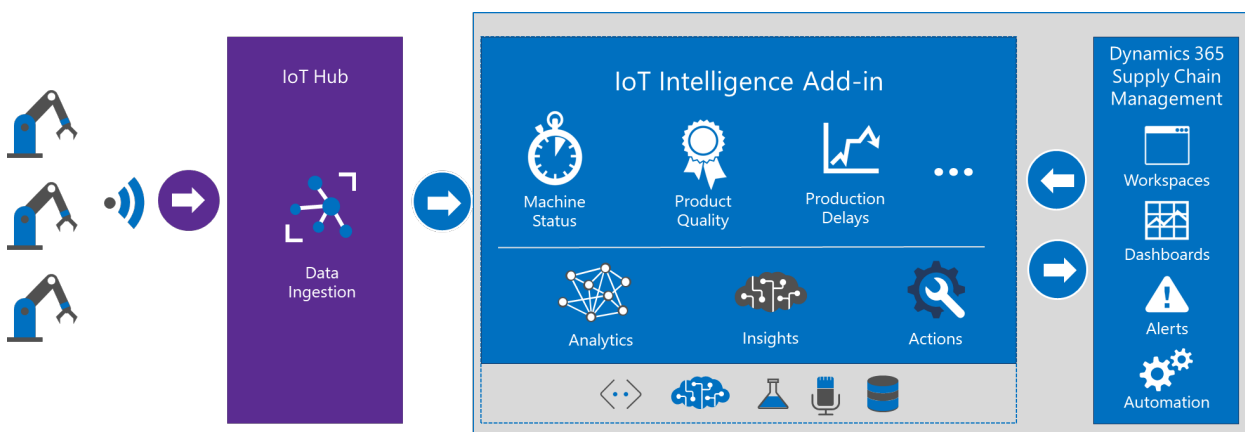 IoT Hub
Data
Ingestion
IoT Intelligence Add-in
Machine
Status
Product
Quality
Production
Delays
Analytics
Insights
Actions
Dynamics 365
Supply Chain
Management
Workspaces
Dashboards
Alerts
Automation